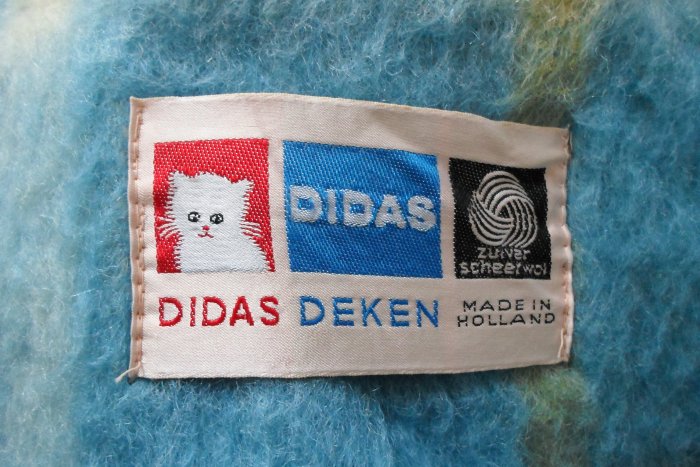 DIDAS
zuiver
scheerwol
DIDAS DEKEN
MADE IN
HOLLAND